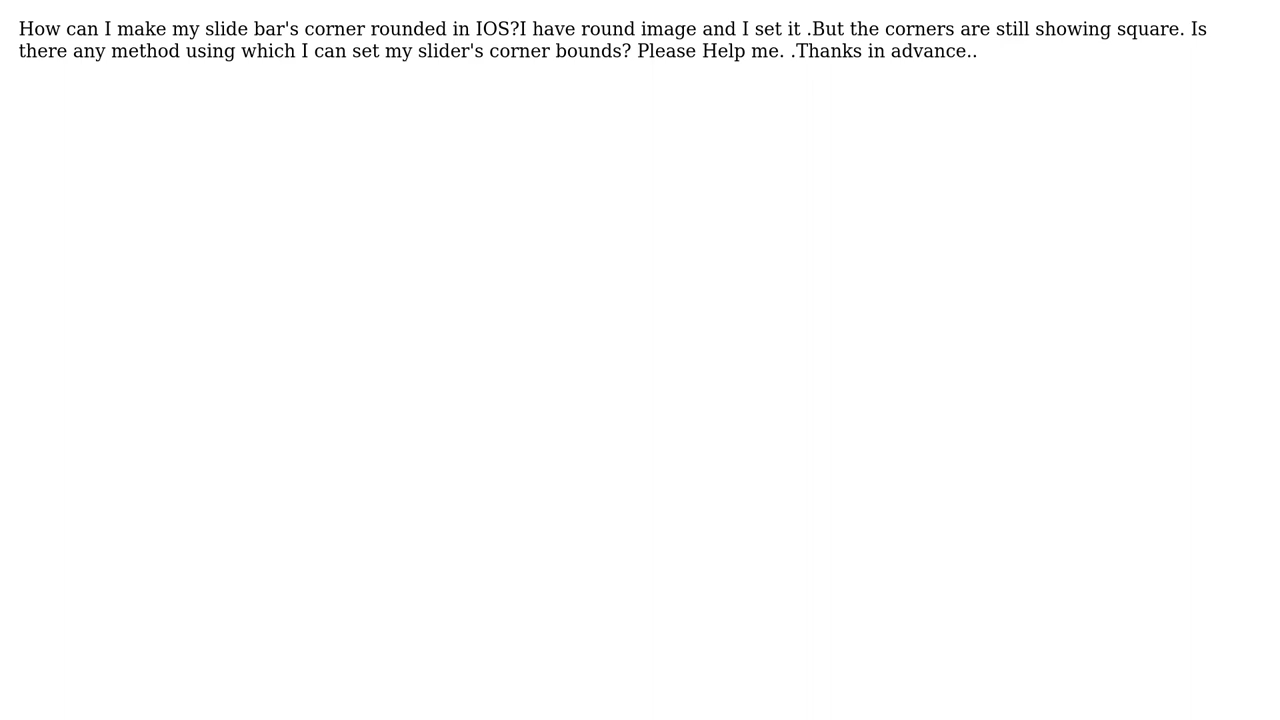 How can I make my slide bar's corner rounded in IOS?I have round image and I set it .But the corners are still showing square. Is
there any method using which I can set my slider's corner bounds? Please Help me. .Thanks in advance..